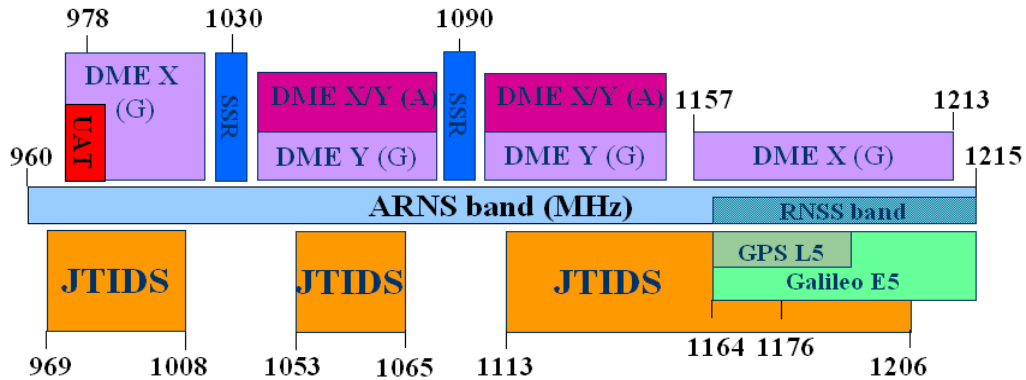 978
1030
1090
DME X
(G)
UAT
SSR
DME X/Y (A)
DME Y (G)
SSR
DME X/Y (A)
DME Y (G)
1157
1213
DME X (G)
960
1215
ARNS band (MHz)
RNSS band
JTIDS
JTIDS
JTIDS
GPS L5
Galileo E5
969
1008
1053
1065
1113
1164
1176
1206